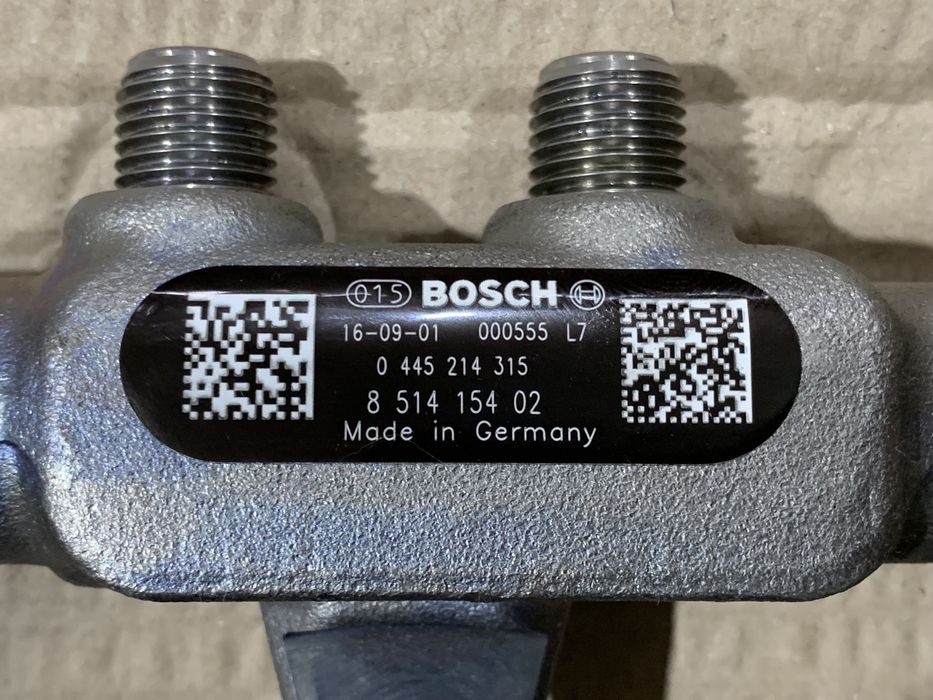 015 BOSCH
16-09-01 000555 L7
0 445 214 315
8 514 154 02
Made in Germany